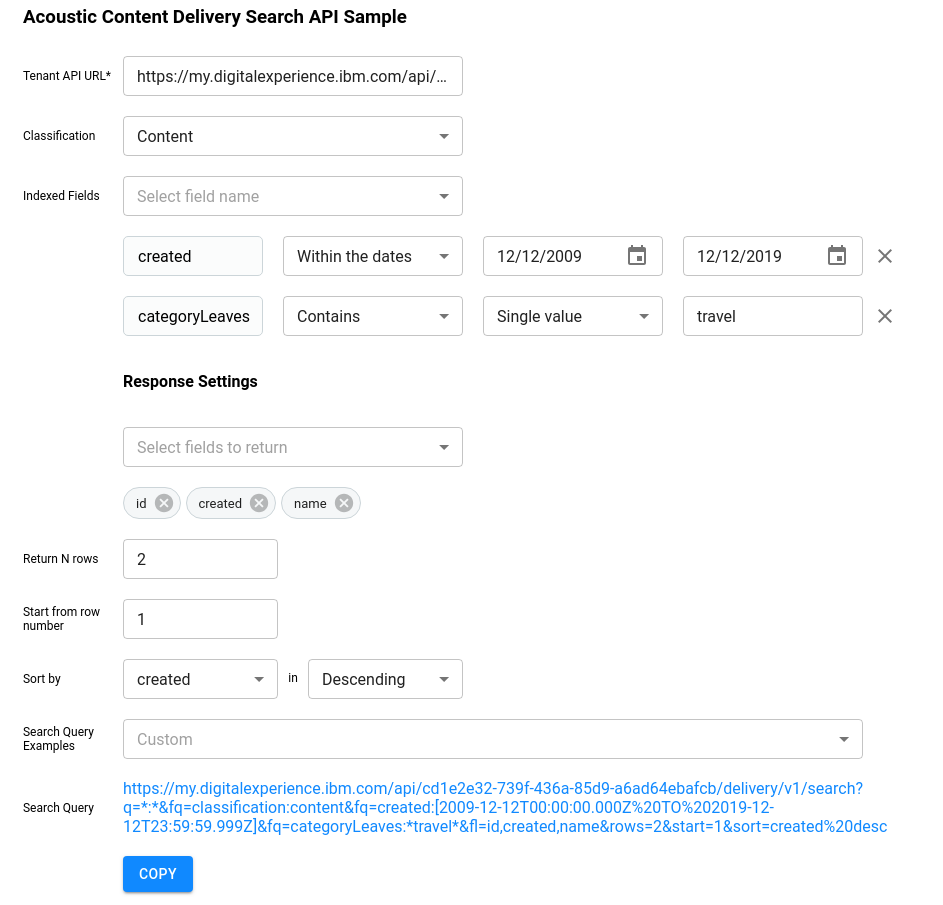 Acoustic Content Delivery Search API Sample
Tenant API URL* https://my.digitalexperience.ibm.com/api/...
Classification Content
Indexed Fields Select field name
created Within the dates 12/12/2009 12/12/2019
categoryLeaves Contains Single value travel
Response Settings
Select fields to return
id created name
Return N rows 2
Start from row
number
1
Sort by created in Descending
Search Query
Examples
Custom
Search Query
https://my.digitalexperience.ibm.com/api/cd1e2e32-739f-436a-85d9-a6ad64ebafcb/delivery/v1/search?
q=*:*&fq=classification:content&fq=created:[2009-12-12T00:00:00.000Z%20TO%202019-12-
12T23:59:59.999Z]&fq=categoryLeaves:*travel*&fl=id,created,name&rows=2&start=1&sort=created%20desc
COPY